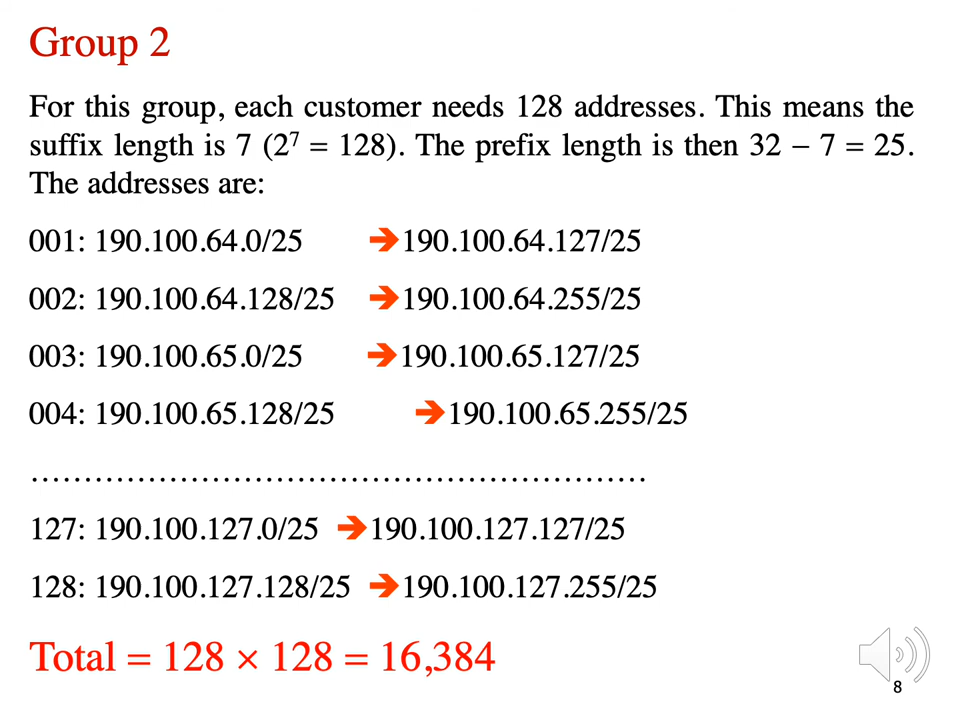 Group 2
For this group, each customer needs 128 addresses. This means the
suffix length is 7 (2⁷ = 128). The prefix length is then 32 − 7 = 25.
The addresses are:
001: 190.100.64.0/25 ➔190.100.64.127/25
002: 190.100.64.128/25 ➔190.100.64.255/25
003: 190.100.65.0/25 ➔190.100.65.127/25
004: 190.100.65.128/25 ➔190.100.65.255/25
…………………………………………………
127: 190.100.127.0/25 ➔190.100.127.127/25
128: 190.100.127.128/25 ➔190.100.127.255/25
Total = 128 × 128 = 16,384
8